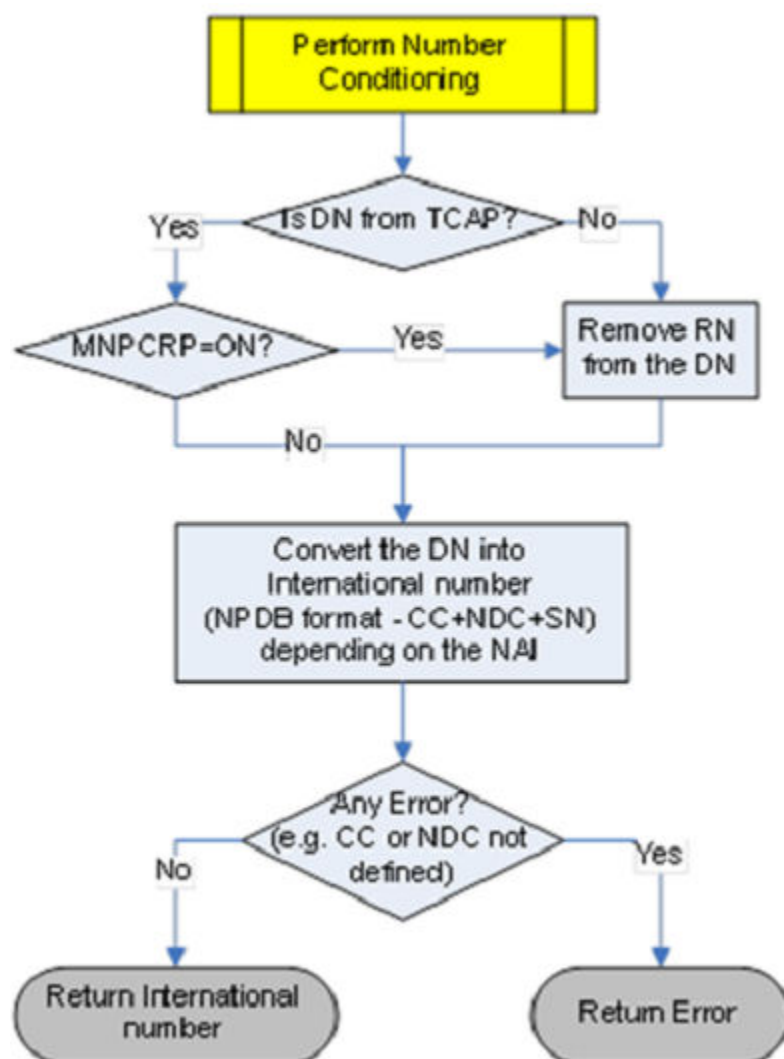 Perform Number
Conditioning
Is DN from TCAP?
Yes
No
MNPCRP=ON?
Yes
Remove RN
from the DN
No
Convert the DN into
International number
(NPDB format - CC+NDC+SN)
depending on the NAI
Any Error?
(e.g. CC or NDC not
defined)
No
Yes
Return International
number
Return Error